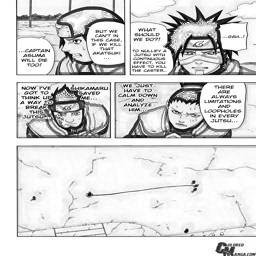 WHAT
SHOULD
WE DO?!
TO NULLIFY
A JUTSU
WITH
CONTINUOUS
EFFECT, YOU
HAVE TO
KILL THE
CASTER...
BUT WE
CAN'T IN
THIS CASE,
IF WE
KILL THAT
AKATSUKI...
...CAPTAIN
ASUMA
WILL DIE
TOO!
THERE
ARE
ALWAYS
LIMITATIONS
AND
LOOPHOLES
IN EVERY
JUTSU...
WE JUST
HAVE TO
CALM DOWN
AND
ANALYZE
HIM...
SHIKAMARU
SAVED
ME...
NOW I'VE
GOT TO
THINK UP
A WAY TO
BREAK
THIS
JUTSU!
COLORED
MANGA.COM